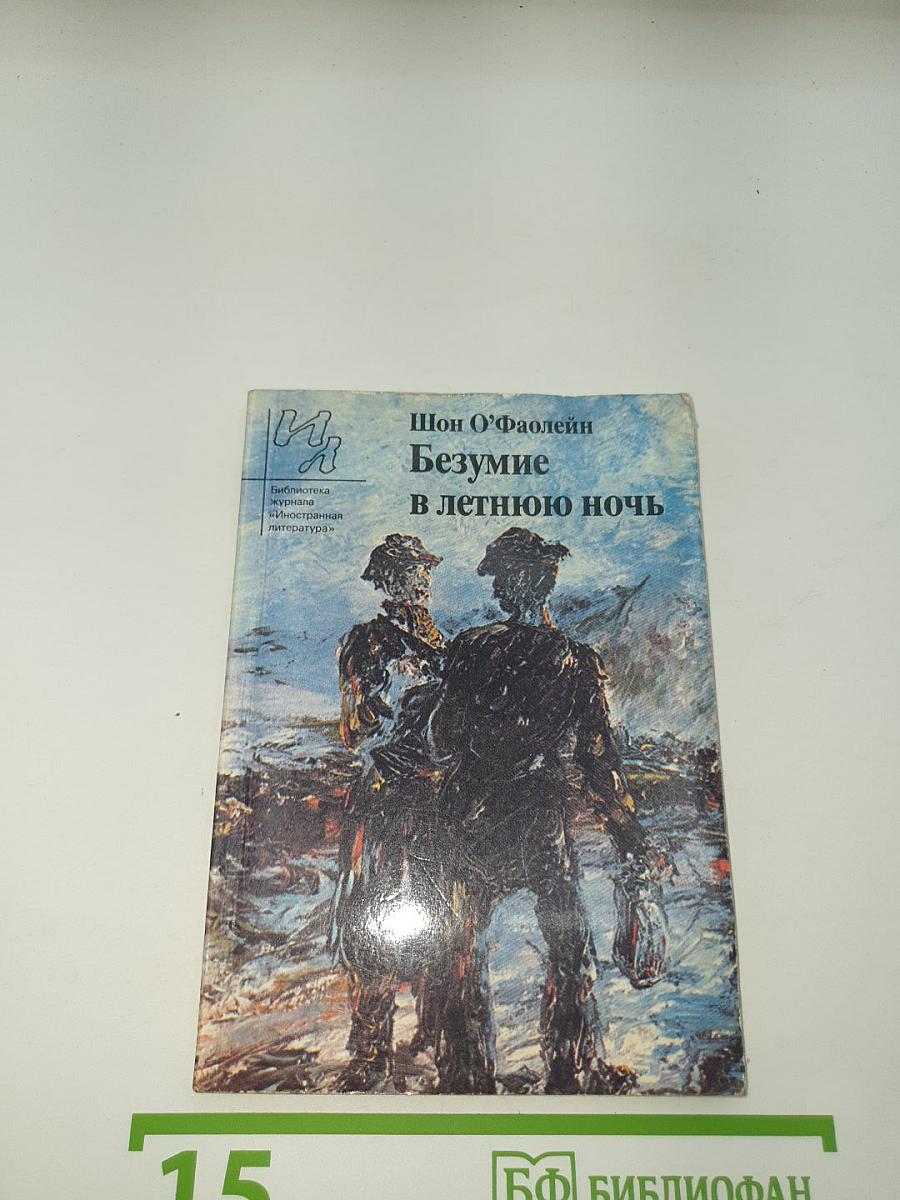 Шон О'Фаолейн
Безумие
в летнюю ночь
ИЛ
Библиотека
журнала
«Иностранная
литература»
15
БФ БИБЛИОФАН